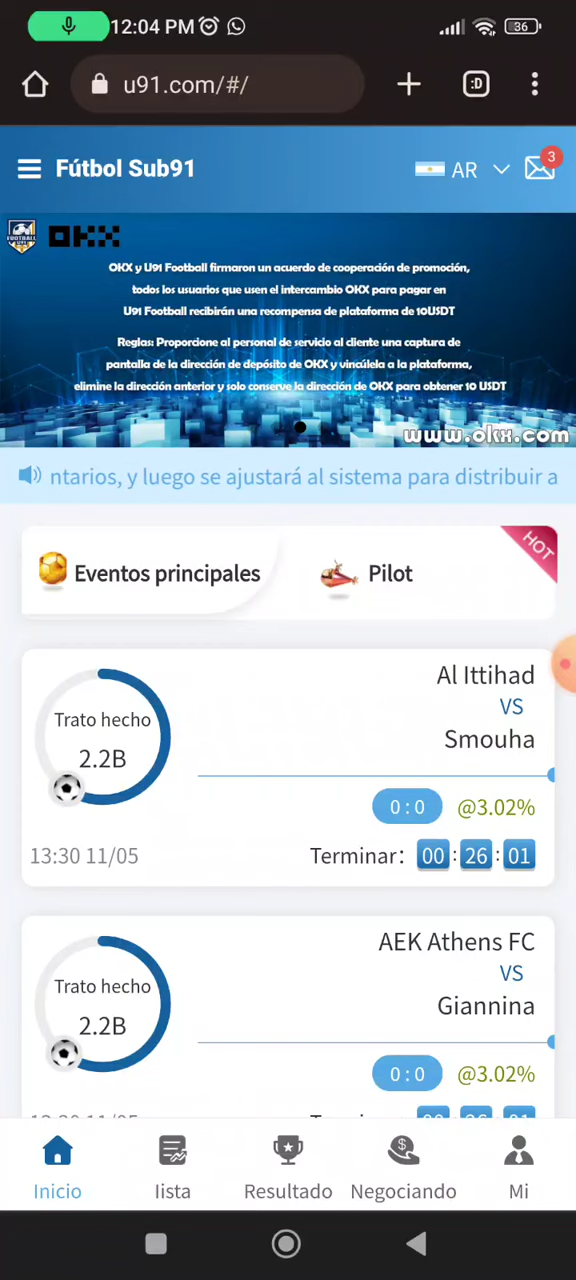 12:04 PM
36
u91.com/#/
:D
Fútbol Sub91
AR
3
FOOTBALL
U91
OKX
OKX y U91 Football firmaron un acuerdo de cooperación de promoción,
todos los usuarios que usen el intercambio OKX para pagar en
U91 Football recibirán una recompensa de plataforma de 10USDT
Reglas: Proporcione al personal de servicio al cliente una captura de
pantalla de la dirección de depósito de OKX y vincúlela a la plataforma,
elimine la dirección anterior y solo conserve la dirección de OKX para obtener 10 USDT
www.okx.com
ntarios, y luego se ajustará al sistema para distribuir a
Eventos principales
Pilot
HOT
Al Ittihad
VS
Smouha
Trato hecho
2.2B
0 : 0 @3.02%
13:30 11/05
Terminar: 00 : 26 : 01
AEK Athens FC
VS
Giannina
Trato hecho
2.2B
0 : 0 @3.02%
Inicio
lista
Resultado
Negociando
Mi